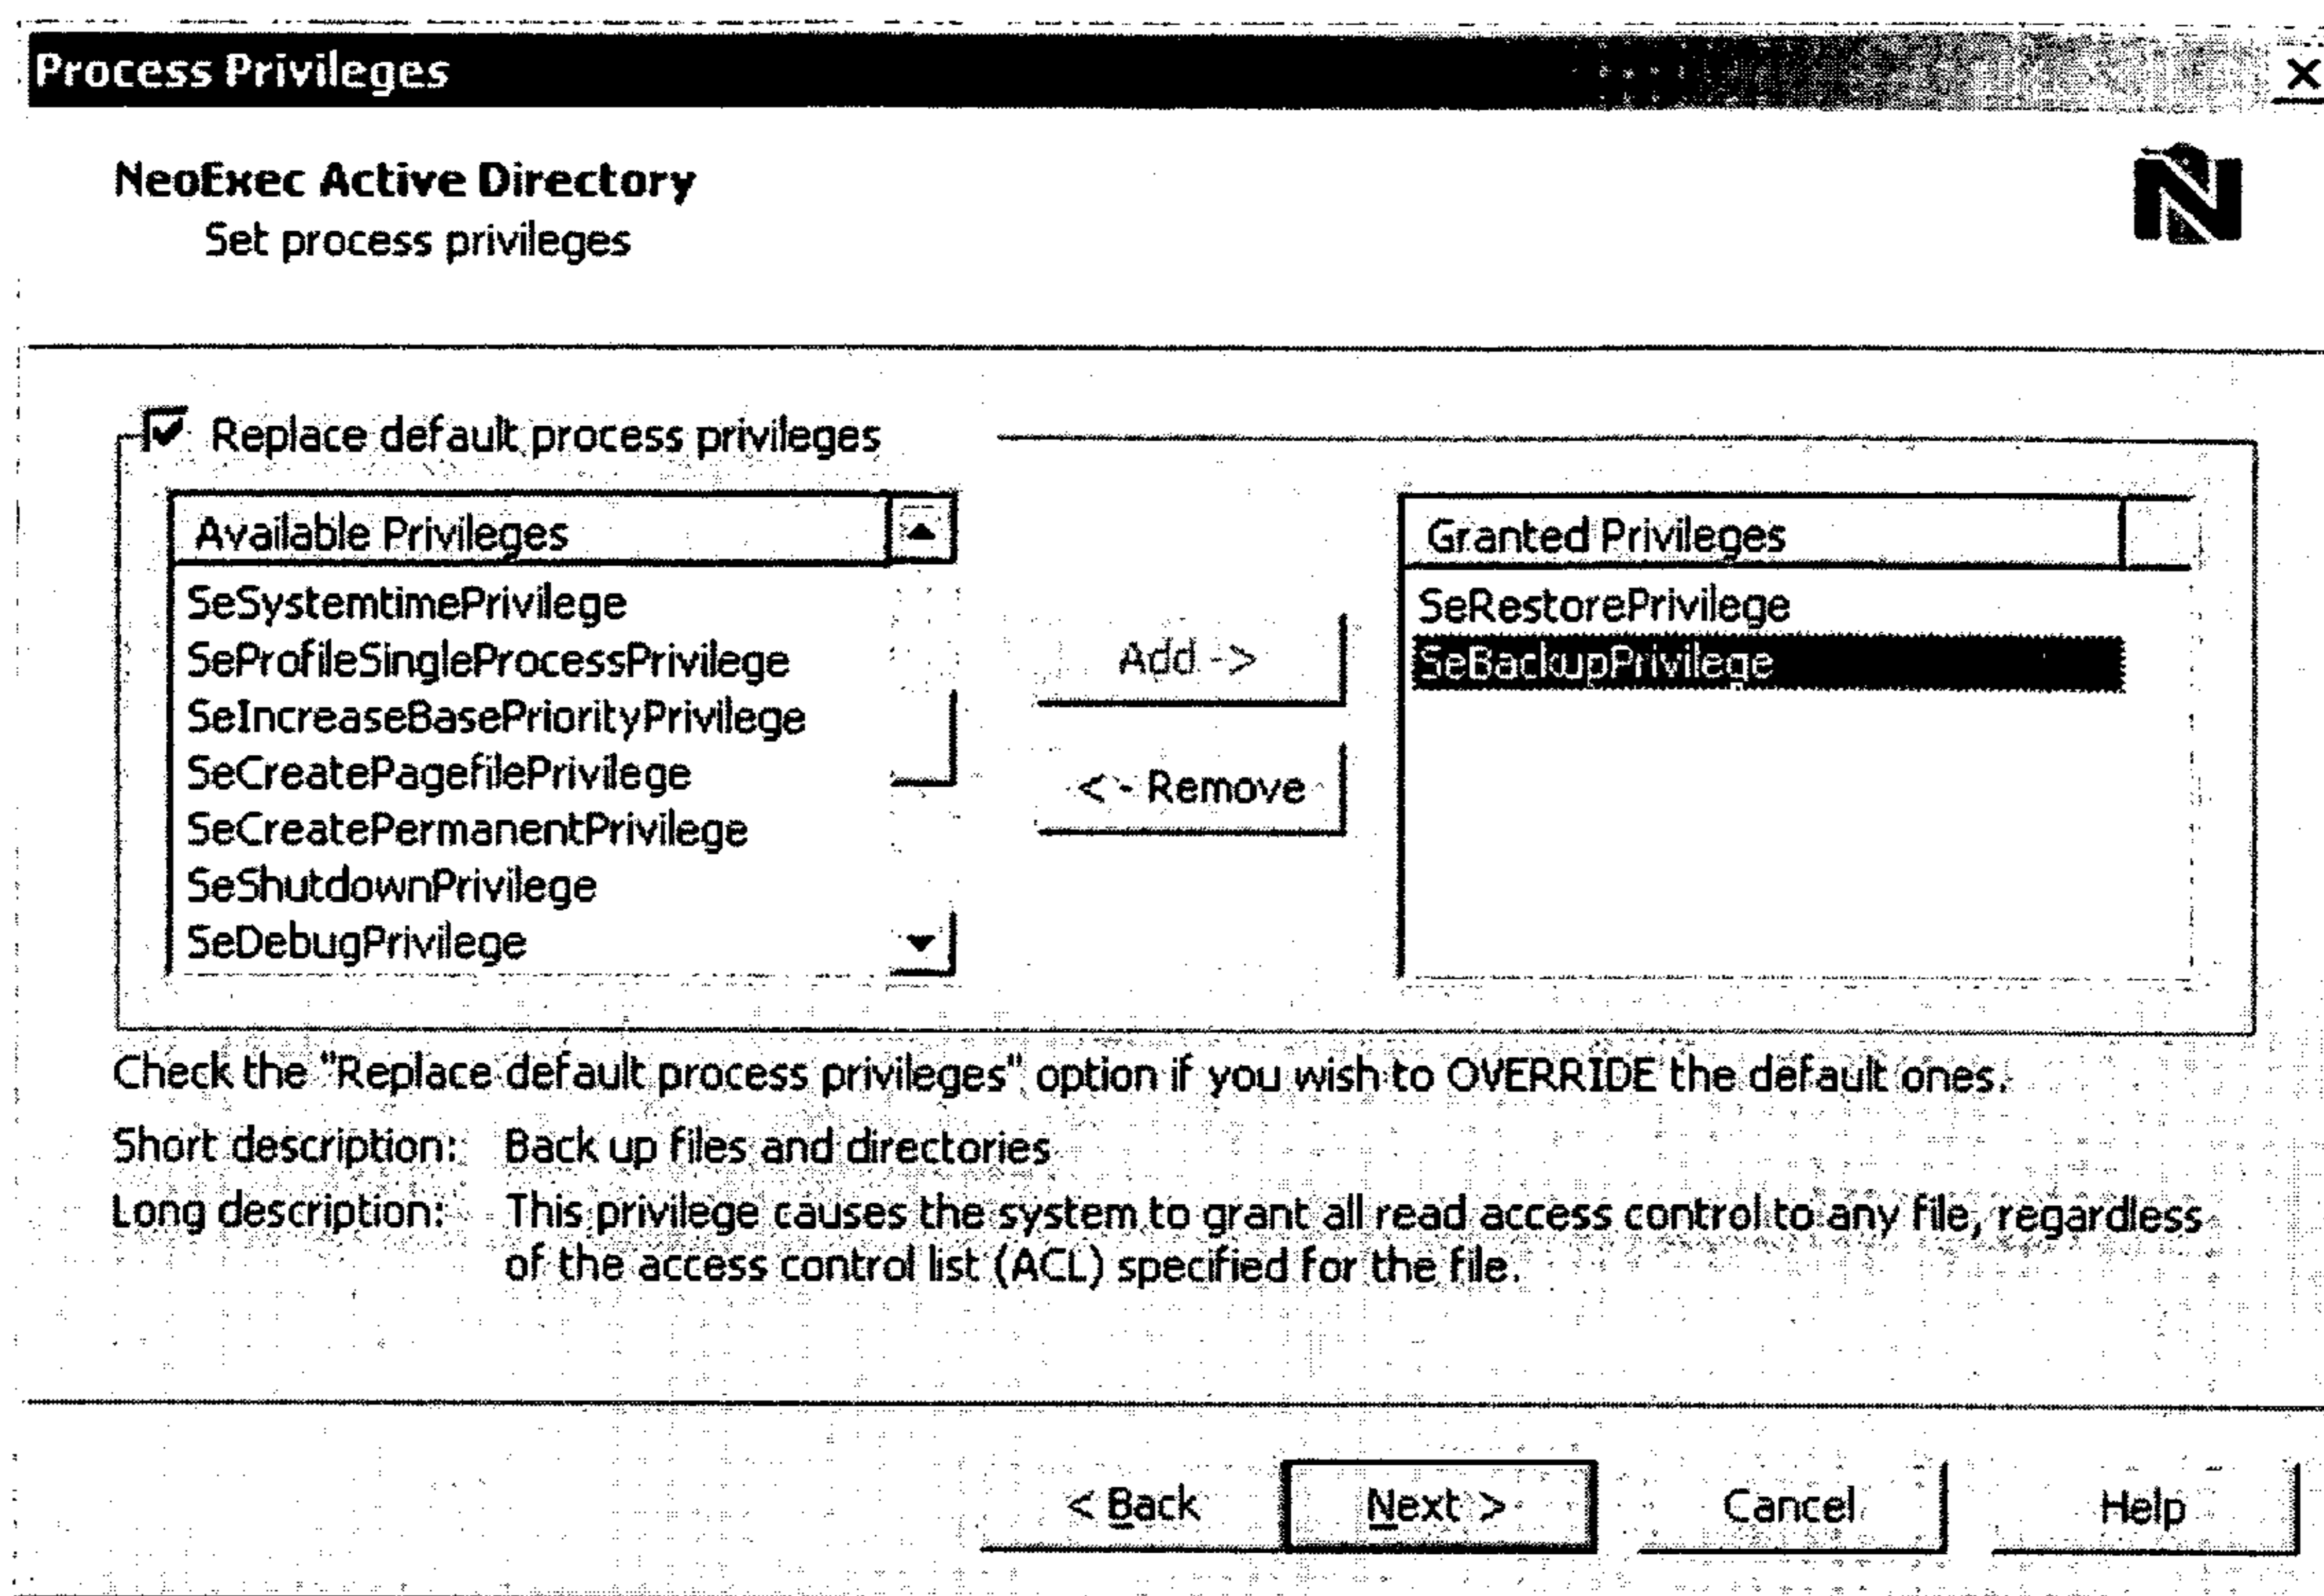 Process Privileges
NeoExec Active Directory
Set process privileges
Replace default process privileges
Available Privileges
SeSystemtimePrivilege
SeProfileSingleProcessPrivilege
SeIncreaseBasePriorityPrivilege
SeCreatePagefilePrivilege
SeCreatePermanentPrivilege
SeShutdownPrivilege
SeDebugPrivilege
Add ->
<- Remove
Granted Privileges
SeRestorePrivilege
SeBackupPrivilege
Check the "Replace default process privileges" option if you wish to OVERRIDE the default ones.
Short description: Back up files and directories
Long description: This privilege causes the system to grant all read access control to any file, regardless
of the access control list (ACL) specified for the file.
< Back Next > Cancel Help